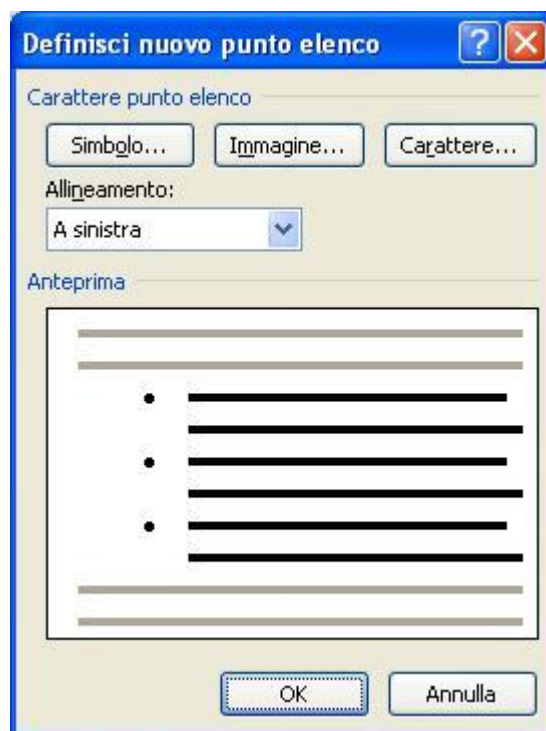 Definisci nuovo punto elenco
Carattere punto elenco
Simbolo... Immagine... Carattere...
Allineamento:
A sinistra
Anteprima
OK Annulla